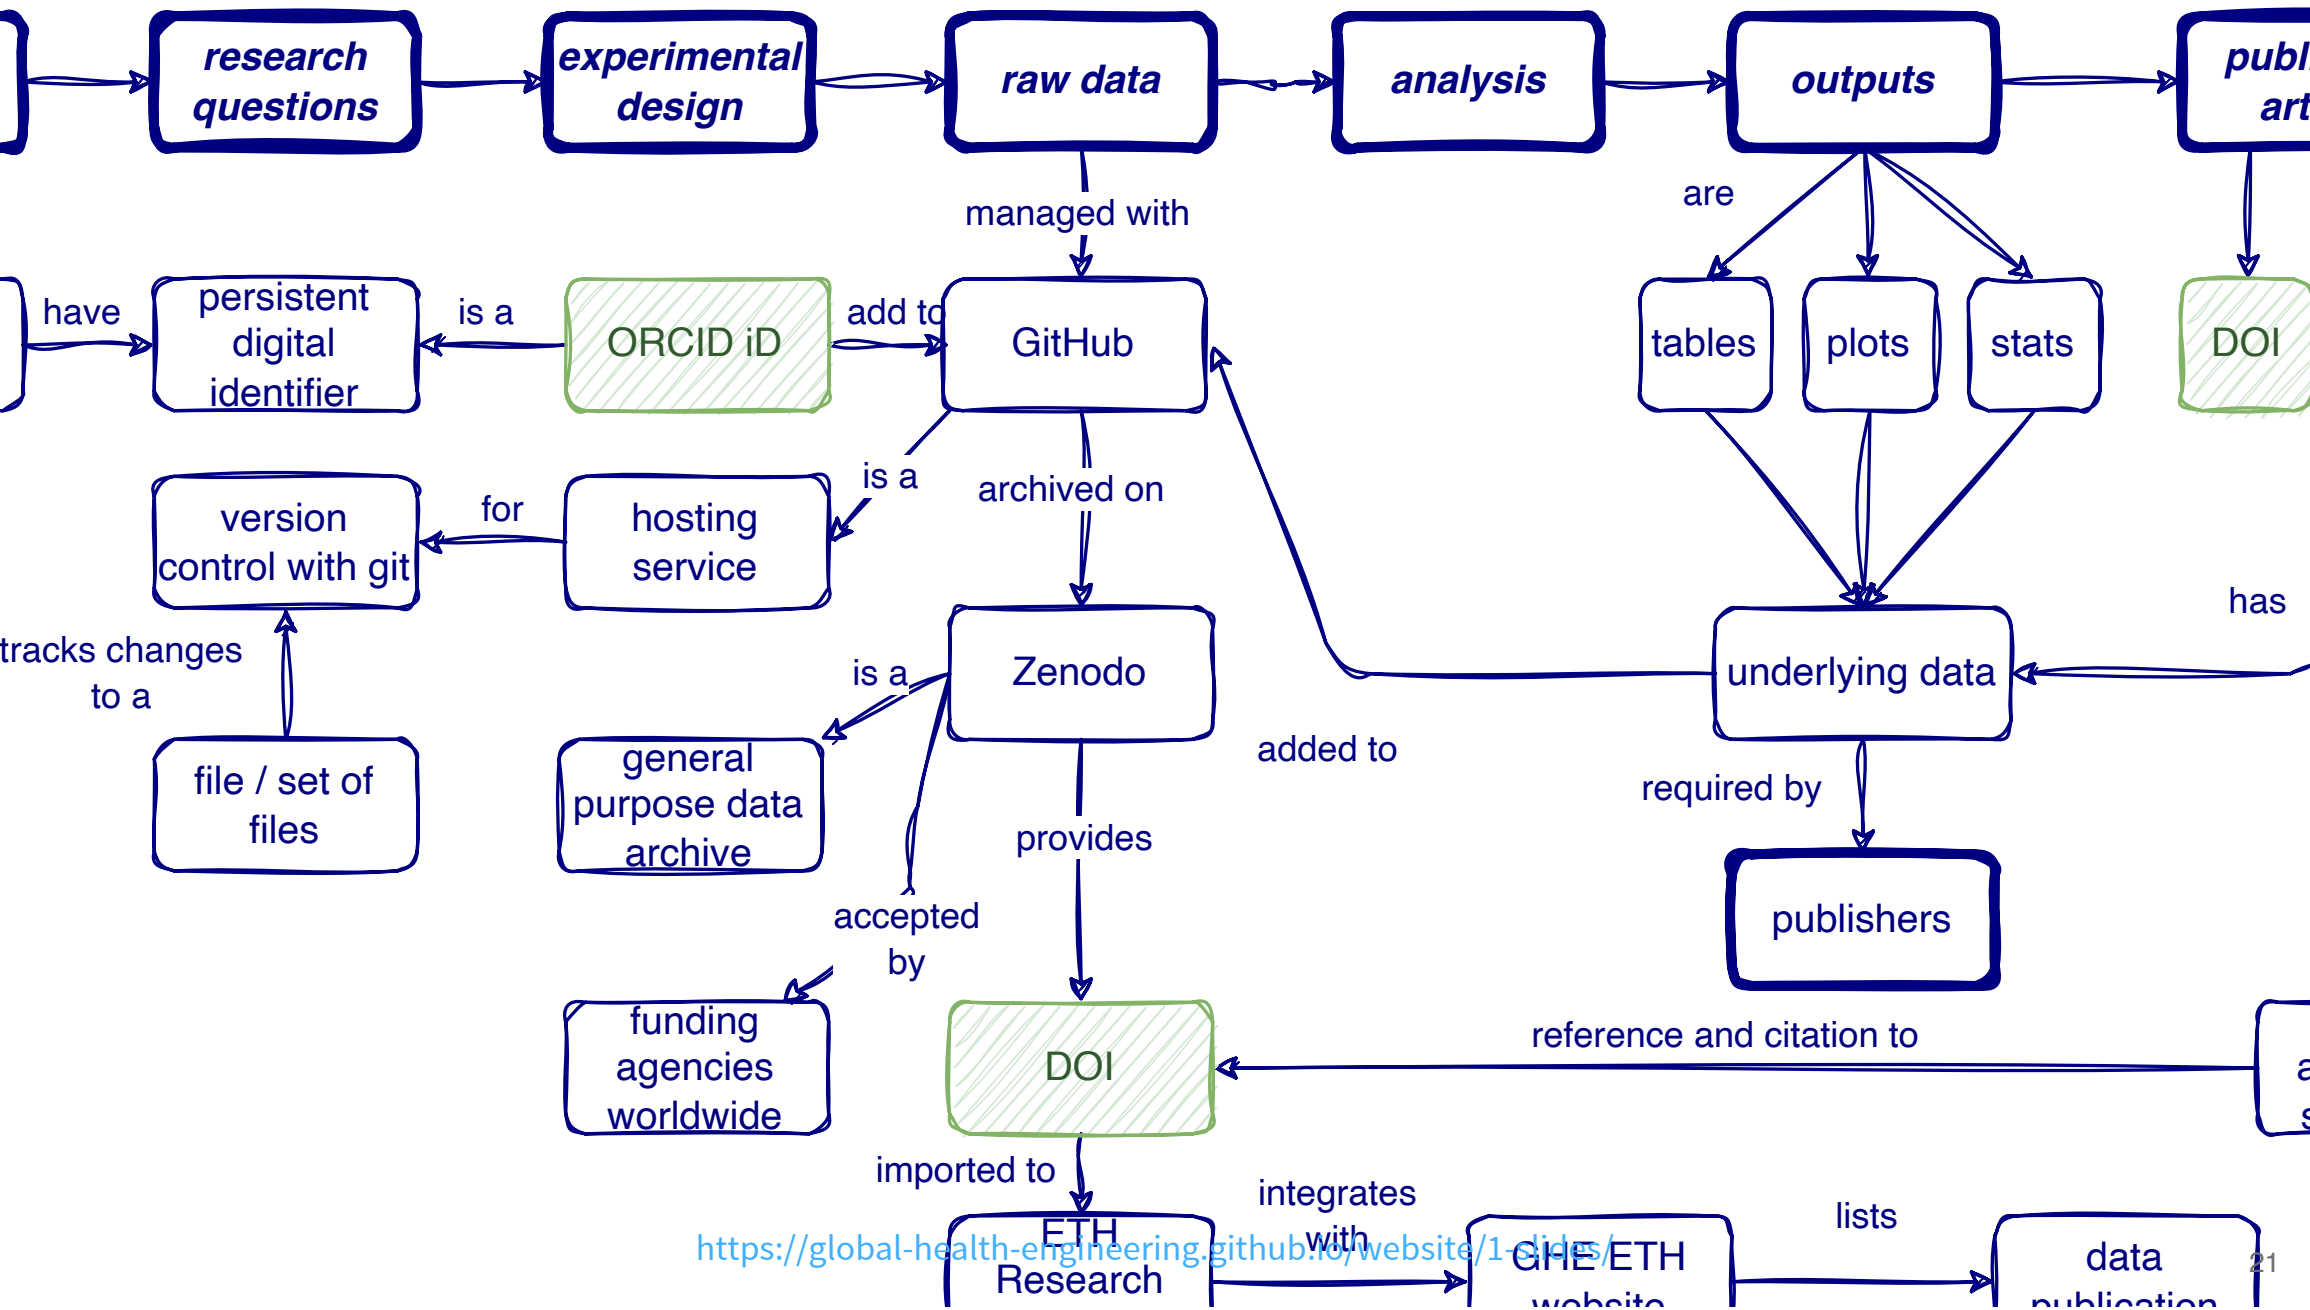 research
questions
experimental
design
raw data
analysis
outputs
managed with
are
have
persistent
digital
identifier
is a
ORCID iD
add to
GitHub
tables
plots
stats
DOI
version
control with git
for
hosting
service
is a
archived on
has
tracks changes
to a
is a
Zenodo
underlying data
added to
file / set of
files
general
purpose data
archive
provides
required by
accepted
by
publishers
funding
agencies
worldwide
DOI
reference and citation to
imported to
integrates
with
lists
ETH
Research
GHE ETH
website
data
publication
https://global-health-engineering.github.io/website/1-slides/
21